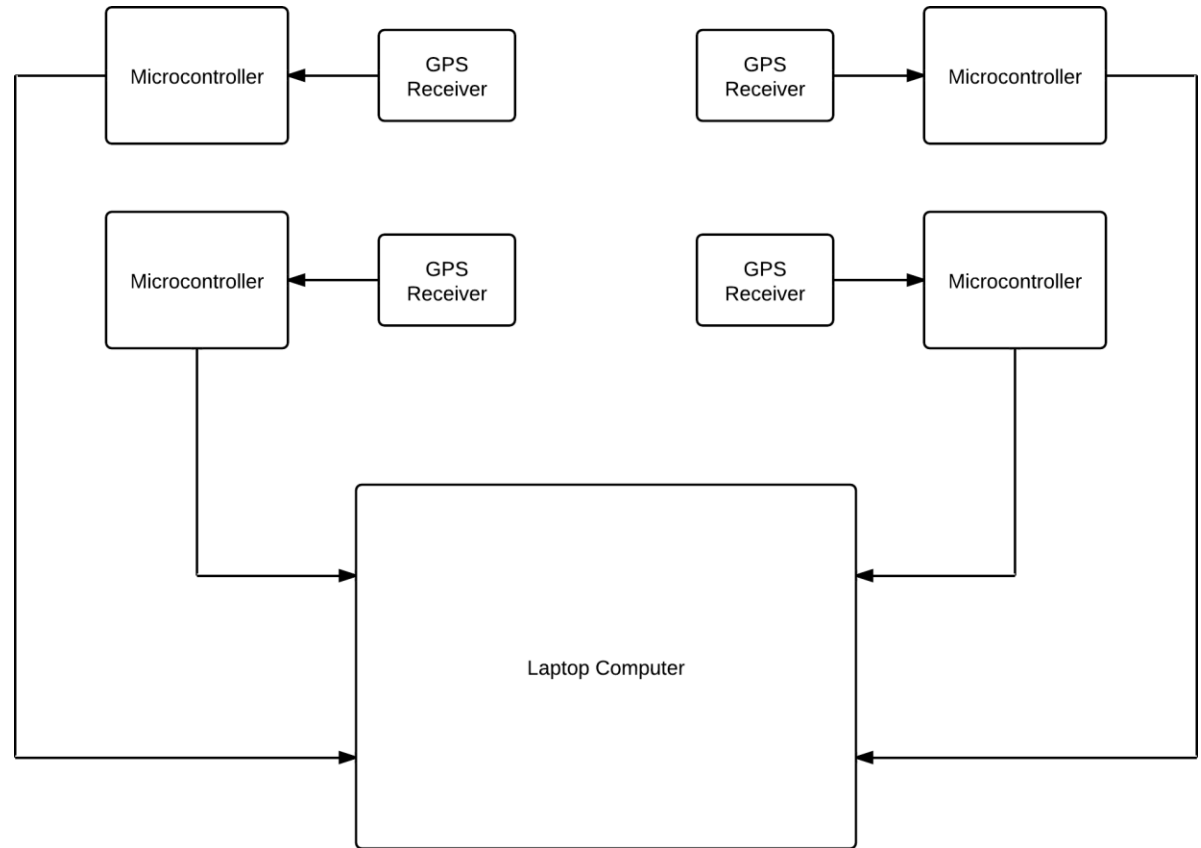 Microcontroller
GPS
Receiver
GPS
Receiver
Microcontroller
Microcontroller
GPS
Receiver
GPS
Receiver
Microcontroller
Laptop Computer